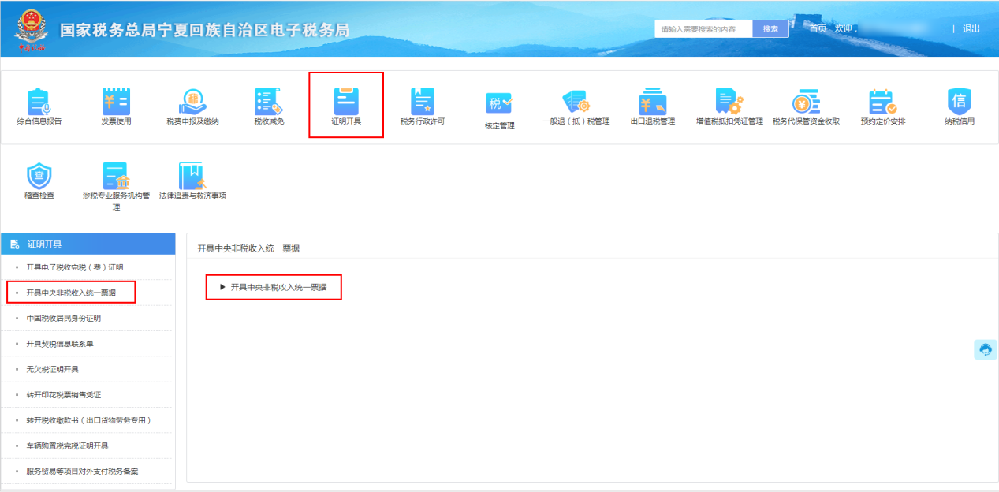 国家税务总局宁夏回族自治区电子税务局
请输入需要搜索的内容 搜索 首页 欢迎， | 退出
综合信息报告 发票使用 税费申报及缴纳 税收减免 证明开具 税务行政许可 核定管理 一般退（抵）税管理 出口退税管理 增值税抵扣凭证管理 税务代保管资金收取 预约定价安排 纳税信用
税 税 信
查
稽查检查 涉税专业服务机构管 法律追责与救济事项
理
证明开具
开具电子税收完税（费）证明
开具中央非税收入统一票据
中国税收居民身份证明
开具契税信息联系单
无欠税证明开具
转开印花税票销售凭证
转开税收缴款书（出口货物劳务专用）
车辆购置税完税证明开具
服务贸易等项目对外支付税务备案
开具中央非税收入统一票据
开具中央非税收入统一票据